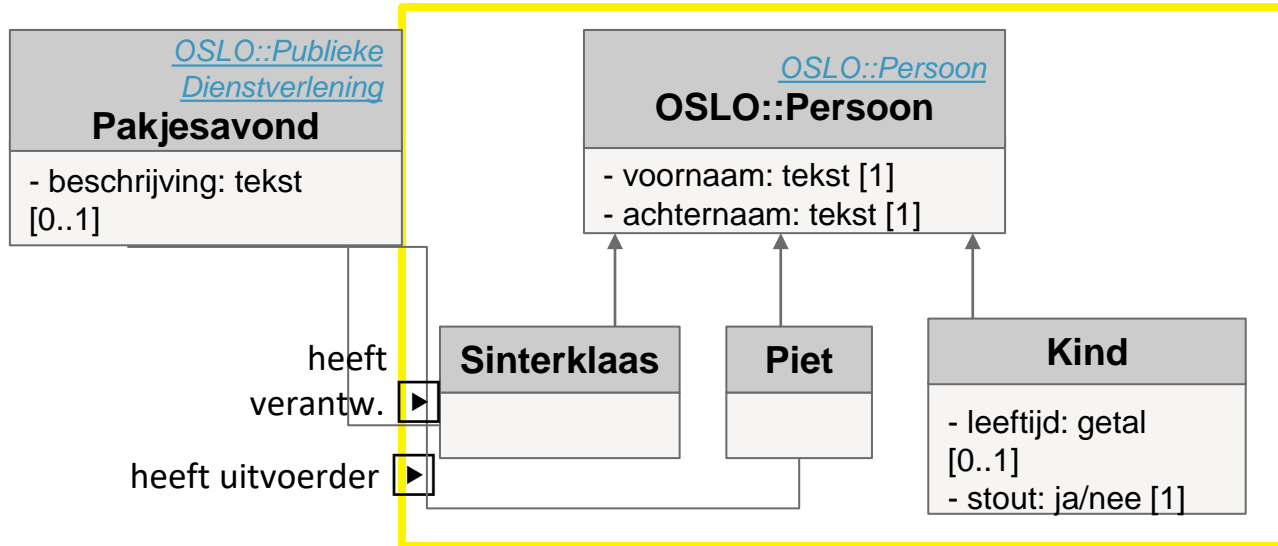 OSLO::Publieke
Dienstverlening
Pakjesavond
- beschrijving: tekst
[0..1]
OSLO::Persoon
OSLO::Persoon
- voornaam: tekst [1]
- achternaam: tekst [1]
heeft
verantw.
Sinterklaas
Piet
Kind
- leeftijd: getal
[0..1]
- stout: ja/nee [1]
heeft uitvoerder